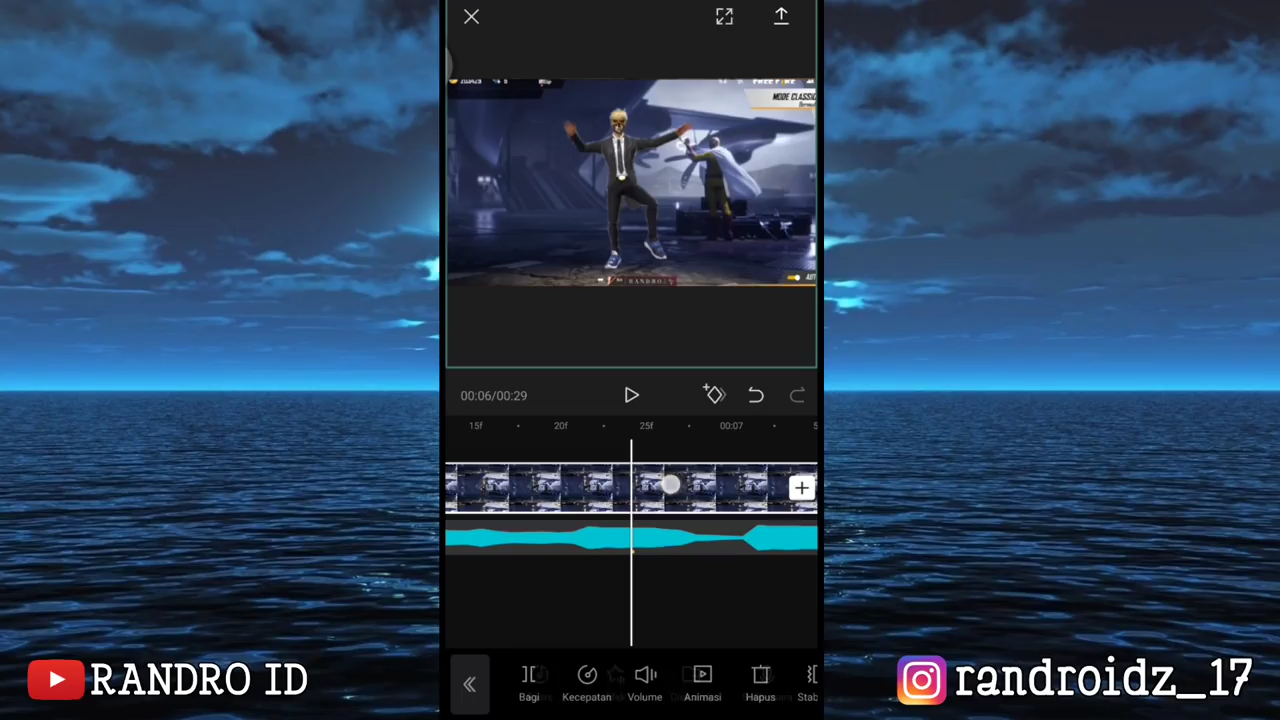 MODE CLASSIC
RANDRO
00:06/00:29
15f
20f
25f
00:07
Bagi
Kecepatan
Volume
Animasi
Hapus
Stab
RANDRO ID
randroidz_17